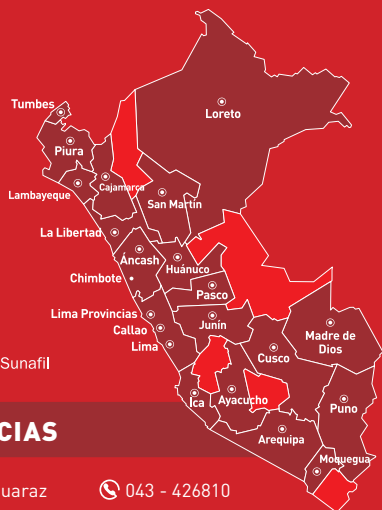 Tumbes
Loreto
Piura
Cajamarca
Lambayeque
San Martín
La Libertad
Áncash
Huánuco
Chimbote
Pasco
Lima Provincias
Callao
Junín
Lima
Madre de
Dios
Cusco
Sunafil
Ica
Ayacucho
Puno
CIAS
Arequipa
Moquegua
uaraz
043 - 426810